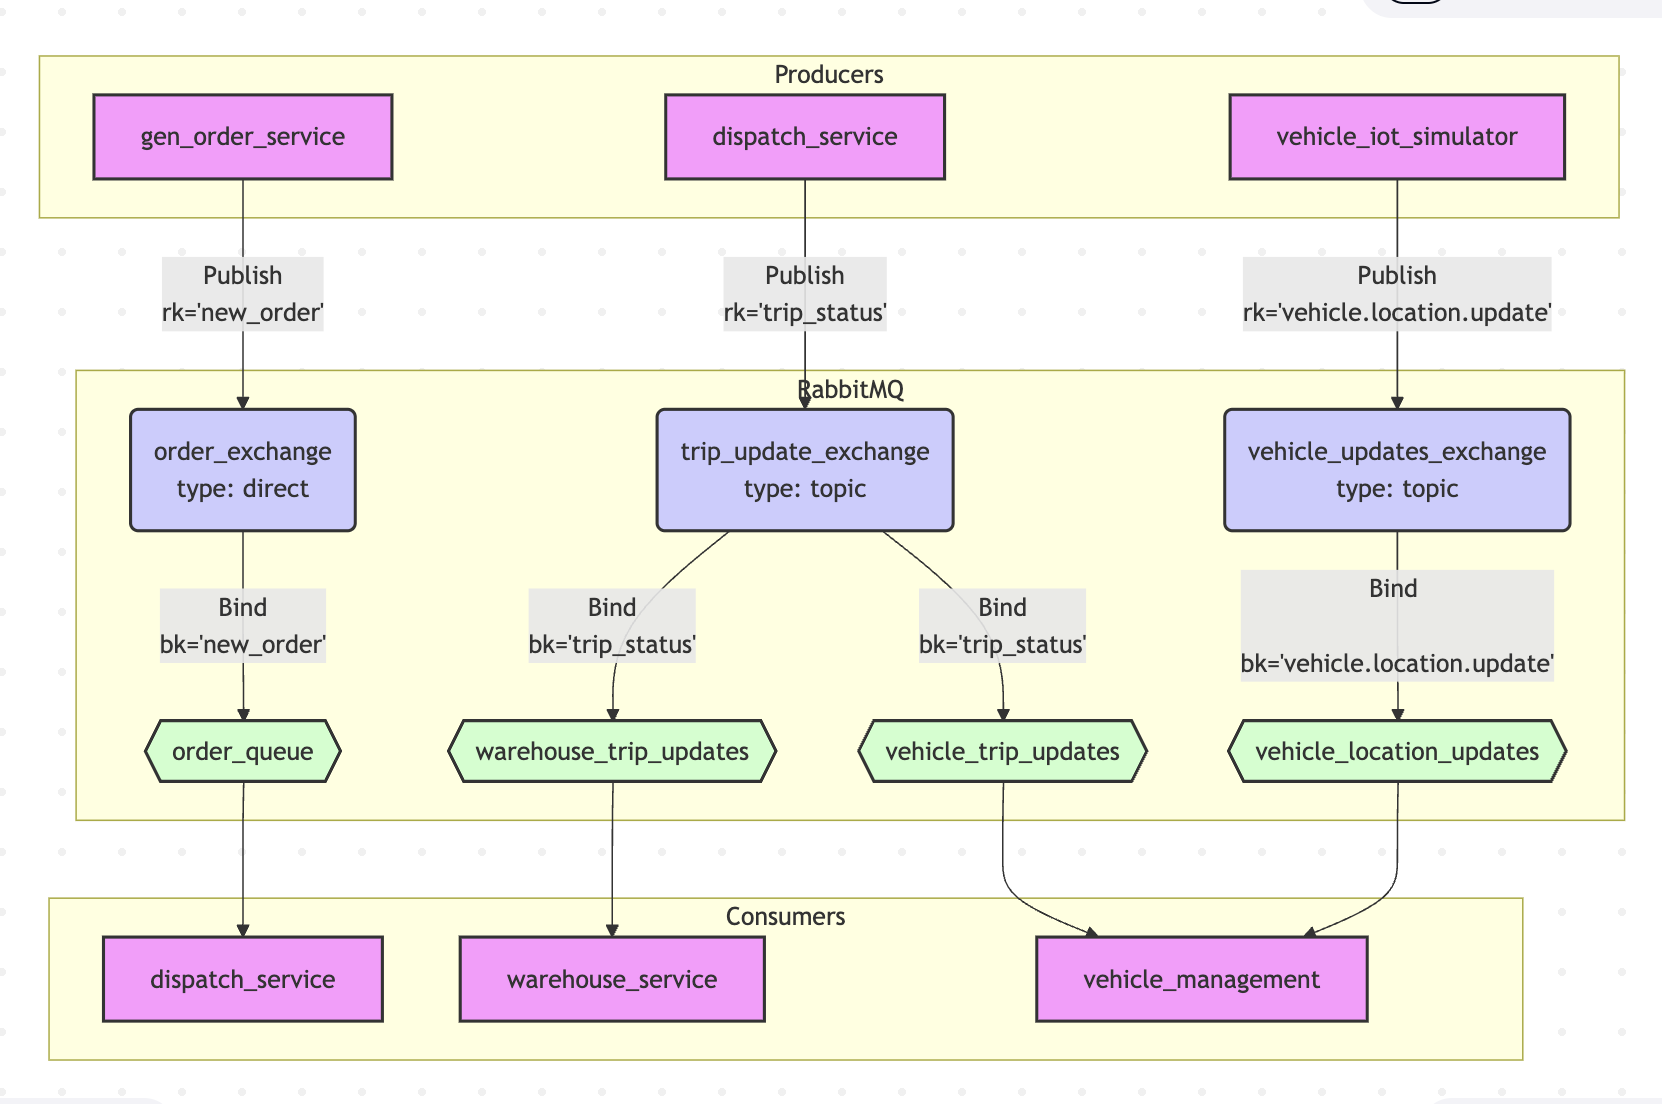 Producers
gen_order_service
dispatch_service
vehicle_iot_simulator
Publish
rk='new_order'
Publish
rk='trip_status'
Publish
rk='vehicle.location.update'
RabbitMQ
order_exchange
type: direct
trip_update_exchange
type: topic
vehicle_updates_exchange
type: topic
Bind
bk='new_order'
Bind
bk='trip_status'
Bind
bk='trip_status'
Bind
bk='vehicle.location.update'
order_queue
warehouse_trip_updates
vehicle_trip_updates
vehicle_location_updates
Consumers
dispatch_service
warehouse_service
vehicle_management